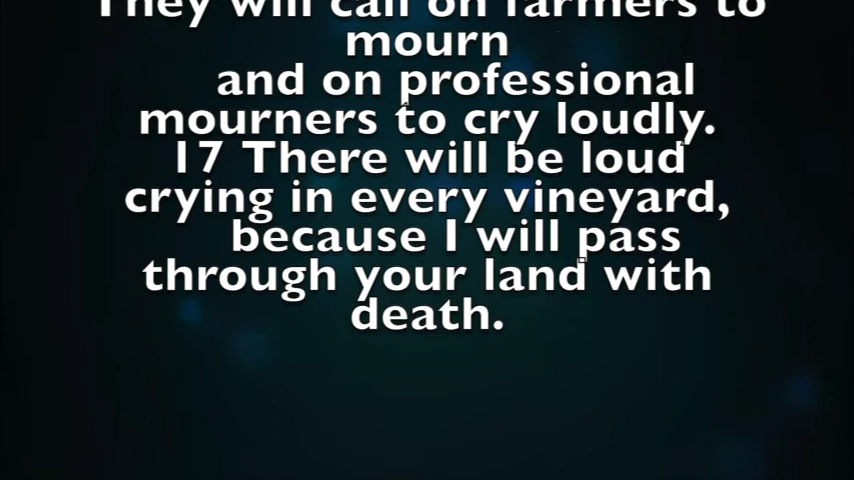 They will call on farmers to
mourn
and on professional
mourners to cry loudly.
17 There will be loud
crying in every vineyard,
because I will pass
through your land with
death.